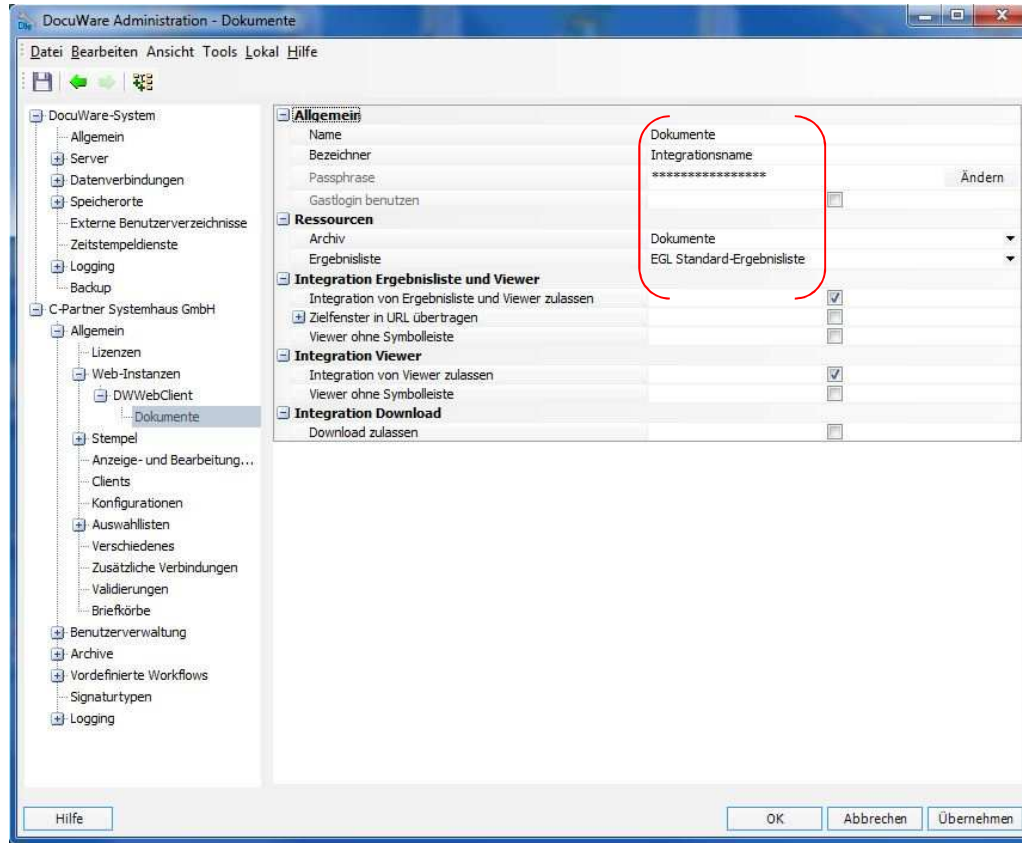 DocuWare Administration - Dokumente
Datei Bearbeiten Ansicht Tools Lokal Hilfe
DocuWare-System
Allgemein
Server
Datenverbindungen
Speicherorte
Externe Benutzerverzeichnisse
Zeitstempeldienste
Logging
Backup
C-Partner Systemhaus GmbH
Allgemein
Lizenzen
Web-Instanzen
DWWebClient
Dokumente
Stempel
Anzeige- und Bearbeitung...
Clients
Konfigurationen
Auswahllisten
Verschiedenes
Zusätzliche Verbindungen
Validierungen
Briefkörbe
Benutzerverwaltung
Archive
Vordefinierte Workflows
Signaturtypen
Logging
Allgemein
Name Dokumente
Bezeichner Integrationsname
Passphrase **************** Ändern
Gastlogin benutzen
Ressourcen
Archiv Dokumente
Ergebnisliste EGL Standard-Ergebnisliste
Integration Ergebnisliste und Viewer
Integration von Ergebnisliste und Viewer zulassen
Zielfenster in URL übertragen
Viewer ohne Symbolleiste
Integration Viewer
Integration von Viewer zulassen
Viewer ohne Symbolleiste
Integration Download
Download zulassen
Hilfe OK Abbrechen Übernehmen